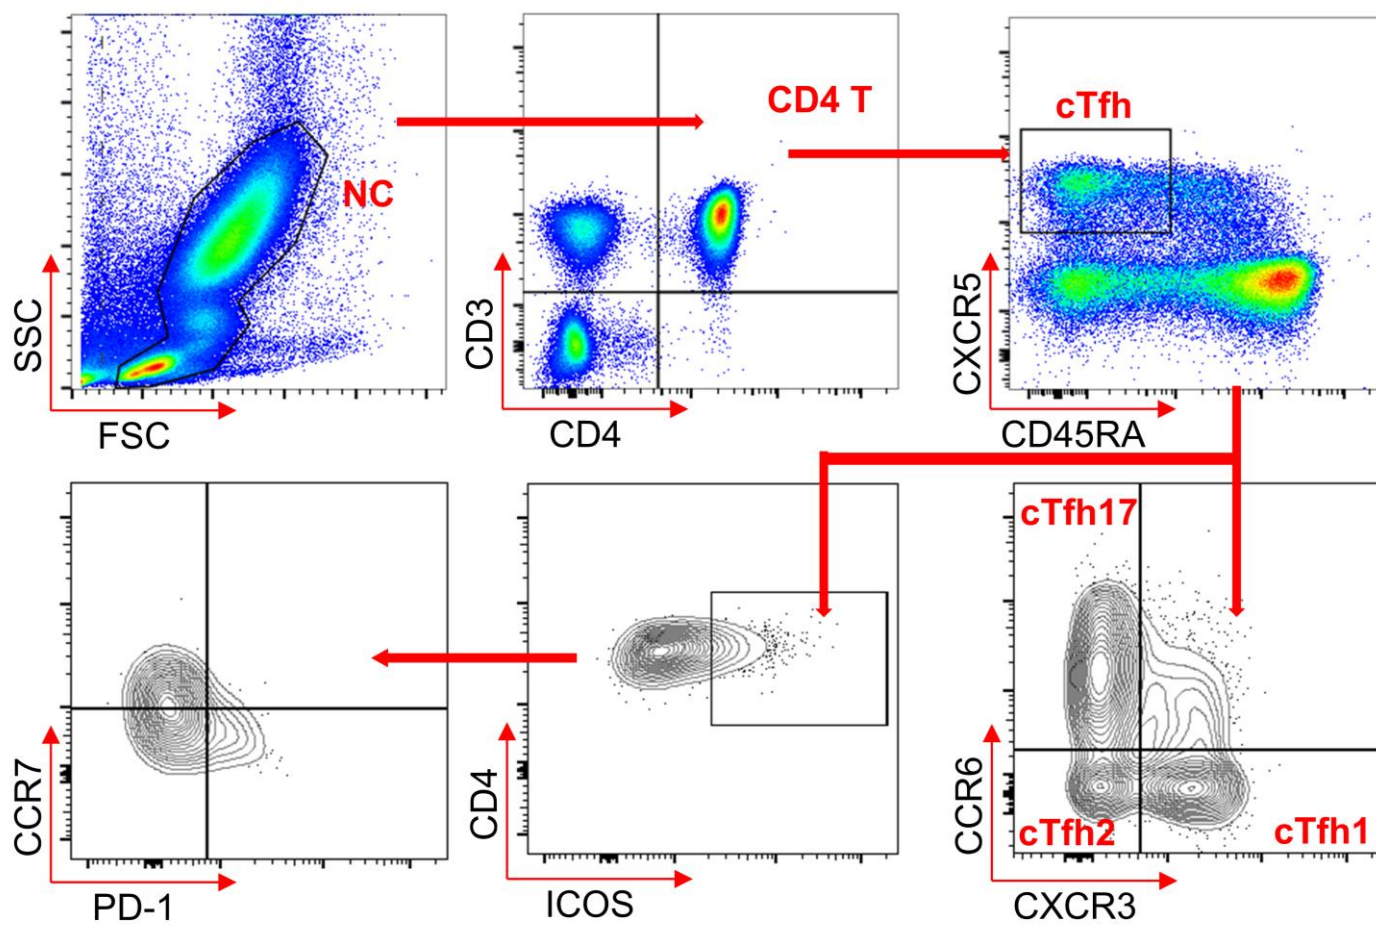 CD4 T
cTfh
NC
SSC
CD3
CXCR5
FSC
CD4
CD45RA
cTfh17
CCR7
CD4
CCR6
cTfh2
cTfh1
PD-1
ICOS
CXCR3